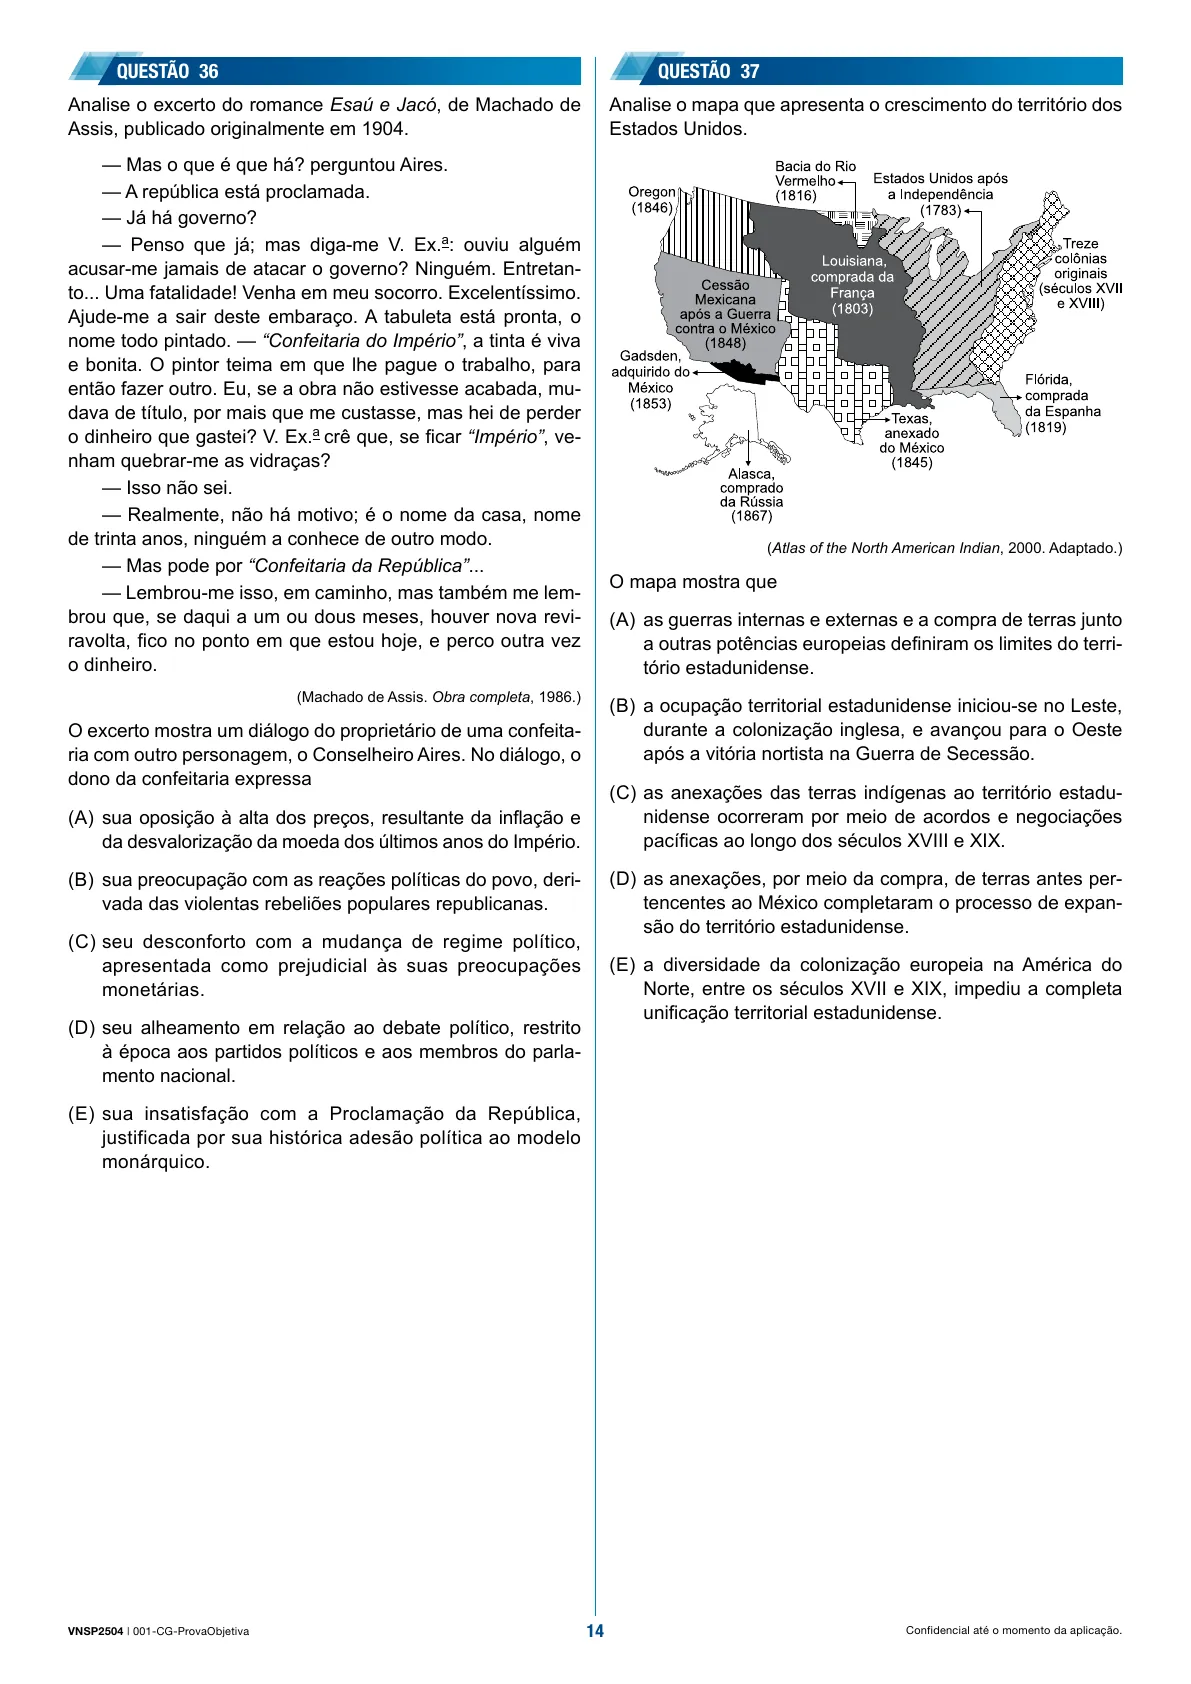 QUESTÃO 36
Analise o excerto do romance Esaú e Jacó, de Machado de
Assis, publicado originalmente em 1904.
— Mas o que é que há? perguntou Aires.
— A república está proclamada.
— Já há governo?
— Penso que já; mas diga-me V. Ex.ª: ouviu alguém
acusar-me jamais de atacar o governo? Ninguém. Entretan-
to... Uma fatalidade! Venha em meu socorro. Excelentíssimo.
Ajude-me a sair deste embaraço. A tabuleta está pronta, o
nome todo pintado. — “Confeitaria do Império”, a tinta é viva
e bonita. O pintor teima em que lhe pague o trabalho, para
então fazer outro. Eu, se a obra não estivesse acabada, mu-
dava de título, por mais que me custasse, mas hei de perder
o dinheiro que gastei? V. Ex.ª crê que, se ficar “Império”, ve-
nham quebrar-me as vidraças?
— Isso não sei.
— Realmente, não há motivo; é o nome da casa, nome
de trinta anos, ninguém a conhece de outro modo.
— Mas pode por “Confeitaria da República”...
— Lembrou-me isso, em caminho, mas também me lem-
brou que, se daqui a um ou dous meses, houver nova revi-
ravolta, fico no ponto em que estou hoje, e perco outra vez
o dinheiro.
(Machado de Assis. Obra completa, 1986.)
O excerto mostra um diálogo do proprietário de uma confeita-
ria com outro personagem, o Conselheiro Aires. No diálogo, o
dono da confeitaria expressa
(A) sua oposição à alta dos preços, resultante da inflação e
da desvalorização da moeda dos últimos anos do Império.
(B) sua preocupação com as reações políticas do povo, deri-
vada das violentas rebeliões populares republicanas.
(C) seu desconforto com a mudança de regime político,
apresentada como prejudicial às suas preocupações
monetárias.
(D) seu alheamento em relação ao debate político, restrito
à época aos partidos políticos e aos membros do parla-
mento nacional.
(E) sua insatisfação com a Proclamação da República,
justificada por sua histórica adesão política ao modelo
monárquico.
QUESTÃO 37
Analise o mapa que apresenta o crescimento do território dos
Estados Unidos.
Bacia do Rio
Vermelho
(1816)
Estados Unidos após
a Independência
(1783)
Oregon
(1846)
Treze
colônias
originais
(séculos XVII
e XVIII)
Louisiana,
comprada da
França
(1803)
Cessão
Mexicana
após a Guerra
contra o México
(1848)
Gadsden,
adquirido do
México
(1853)
Flórida,
comprada
da Espanha
(1819)
Texas,
anexado
do México
(1845)
Alasca,
comprado
da Rússia
(1867)
(Atlas of the North American Indian, 2000. Adaptado.)
O mapa mostra que
(A) as guerras internas e externas e a compra de terras junto
a outras potências europeias definiram os limites do terri-
tório estadunidense.
(B) a ocupação territorial estadunidense iniciou-se no Leste,
durante a colonização inglesa, e avançou para o Oeste
após a vitória nortista na Guerra de Secessão.
(C) as anexações das terras indígenas ao território estadu-
nidense ocorreram por meio de acordos e negociações
pacíficas ao longo dos séculos XVIII e XIX.
(D) as anexações, por meio da compra, de terras antes per-
tencentes ao México completaram o processo de expan-
são do território estadunidense.
(E) a diversidade da colonização europeia na América do
Norte, entre os séculos XVII e XIX, impediu a completa
unificação territorial estadunidense.
VNSP2504 | 001-CG-ProvaObjetiva
14
Confidencial até o momento da aplicação.